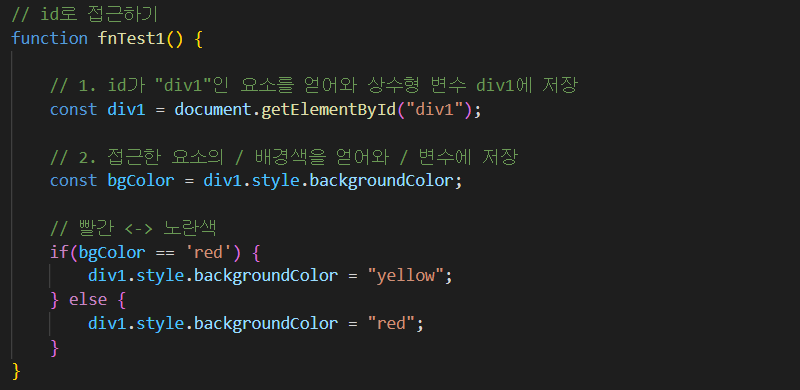 // id로 접근하기
function fnTest1() {
// 1. id가 "div1"인 요소를 얻어와 상수형 변수 div1에 저장
const div1 = document.getElementById("div1");
// 2. 접근한 요소의 / 배경색을 얻어와 / 변수에 저장
const bgColor = div1.style.backgroundColor;
// 빨간 <-> 노란색
if(bgColor == 'red') {
div1.style.backgroundColor = "yellow";
} else {
div1.style.backgroundColor = "red";
}
}